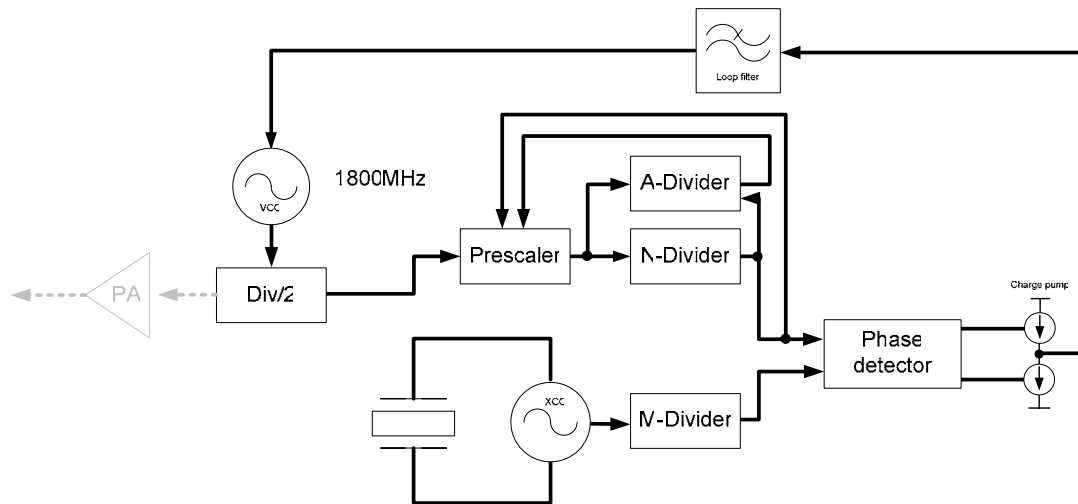 Loop filter
1800MHz
VCO
A-Divider
Prescaler
N-Divider
PA
Div/2
Charge pump
Phase
detector
XCO
M-Divider